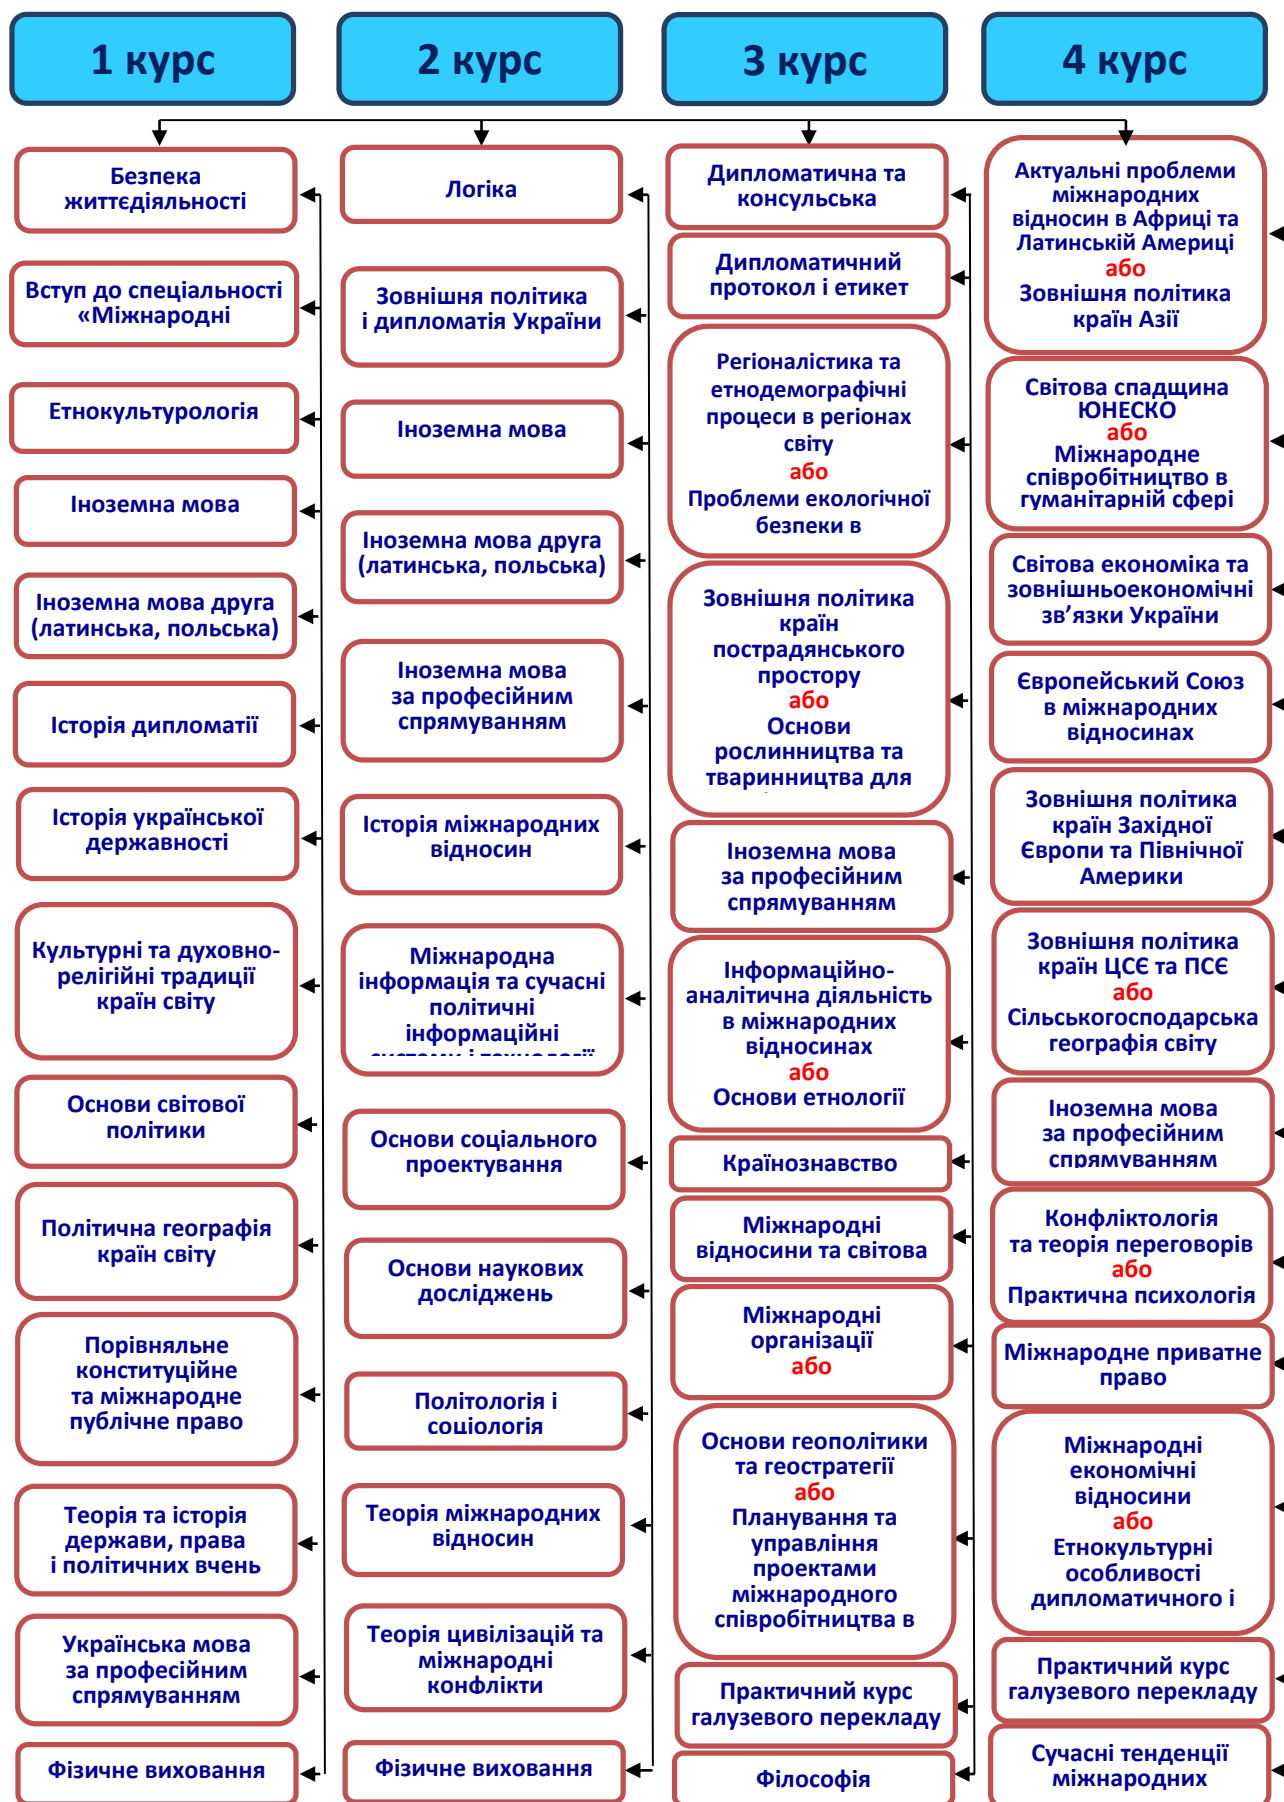 1 курс
2 курс
3 курс
4 курс
Безпека
життєдіяльності
Вступ до спеціальності
«Міжнародні
Етнокультурологія
Іноземна мова
Іноземна мова друга
(латинська, польська)
Історія дипломатії
Історія української
державності
Культурні та духовно-
релігійні традиції
країн світу
Основи світової
політики
Політична географія
країн світу
Порівняльне
конституційне
та міжнародне
публічне право
Теорія та історія
держави, права
і політичних вчень
Українська мова
за професійним
спрямуванням
Фізичне виховання
Логіка
Зовнішня політика
і дипломатія України
Іноземна мова
Іноземна мова друга
(латинська, польська)
Іноземна мова
за професійним
спрямуванням
Історія міжнародних
відносин
Міжнародна
інформація та сучасні
політичні
інформаційні
системи і технології
Основи соціального
проектування
Основи наукових
досліджень
Політологія і
соціологія
Теорія міжнародних
відносин
Теорія цивілізацій та
міжнародні
конфлікти
Фізичне виховання
Дипломатична та
консульська
Дипломатичний
протокол і етикет
Регіоналістика та
етнодемографічні
процеси в регіонах
світу
або
Проблеми екологічної
безпеки в
Зовнішня політика
країн
пострадянського
простору
або
Основи
рослинництва та
тваринництва для
Іноземна мова
за професійним
спрямуванням
Інформаційно-
аналітична діяльність
в міжнародних
відносинах
або
Основи етнології
Країнознавство
Міжнародні
відносини та світова
Міжнародні
організації
або
Основи геополітики
та геостратегії
або
Планування та
управління
проектами
міжнародного
співробітництва в
Практичний курс
галузевого перекладу
Філософія
Актуальні проблеми
міжнародних
відносин в Африці та
Латинській Америці
або
Зовнішня політика
країн Азії
Світова спадщина
ЮНЕСКО
або
Міжнародне
співробітництво в
гуманітарній сфері
Світова економіка та
зовнішньоекономічні
зв’язки України
Європейський Союз
в міжнародних
відносинах
Зовнішня політика
країн Західної
Європи та Північної
Америки
Зовнішня політика
країн ЦСЄ та ПСЄ
або
Сільськогосподарська
географія світу
Іноземна мова
за професійним
спрямуванням
Конфліктологія
та теорія переговорів
або
Практична психологія
Міжнародне приватне
право
Міжнародні
економічні
відносини
або
Етнокультурні
особливості
дипломатичного і
Практичний курс
галузевого перекладу
Сучасні тенденції
міжнародних